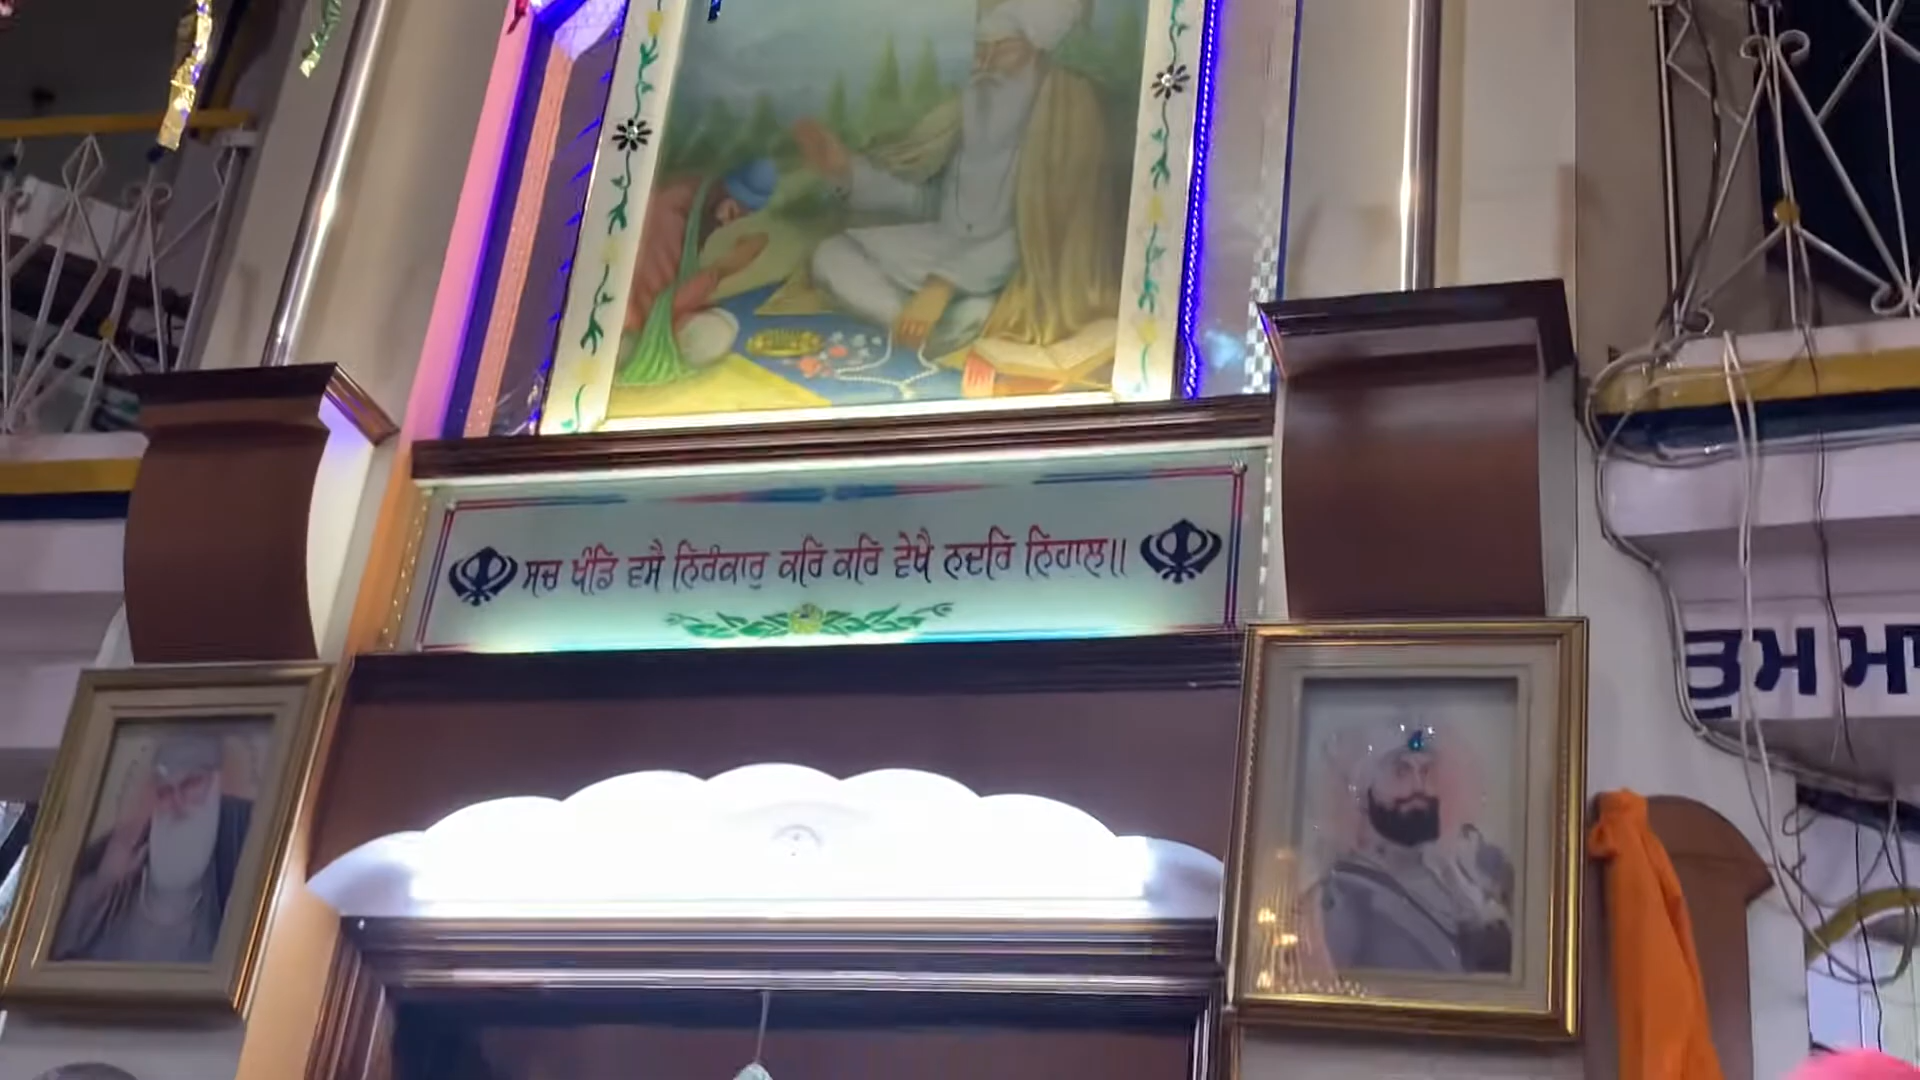 ਸਚ ਖੰਡਿ ਵਸੈ ਨਿਰੰਕਾਰੁ ਕਰਿ ਕਰਿ ਵੇਖੈ ਨਦਰਿ ਨਿਹਾਲ॥
ਤੁਮ